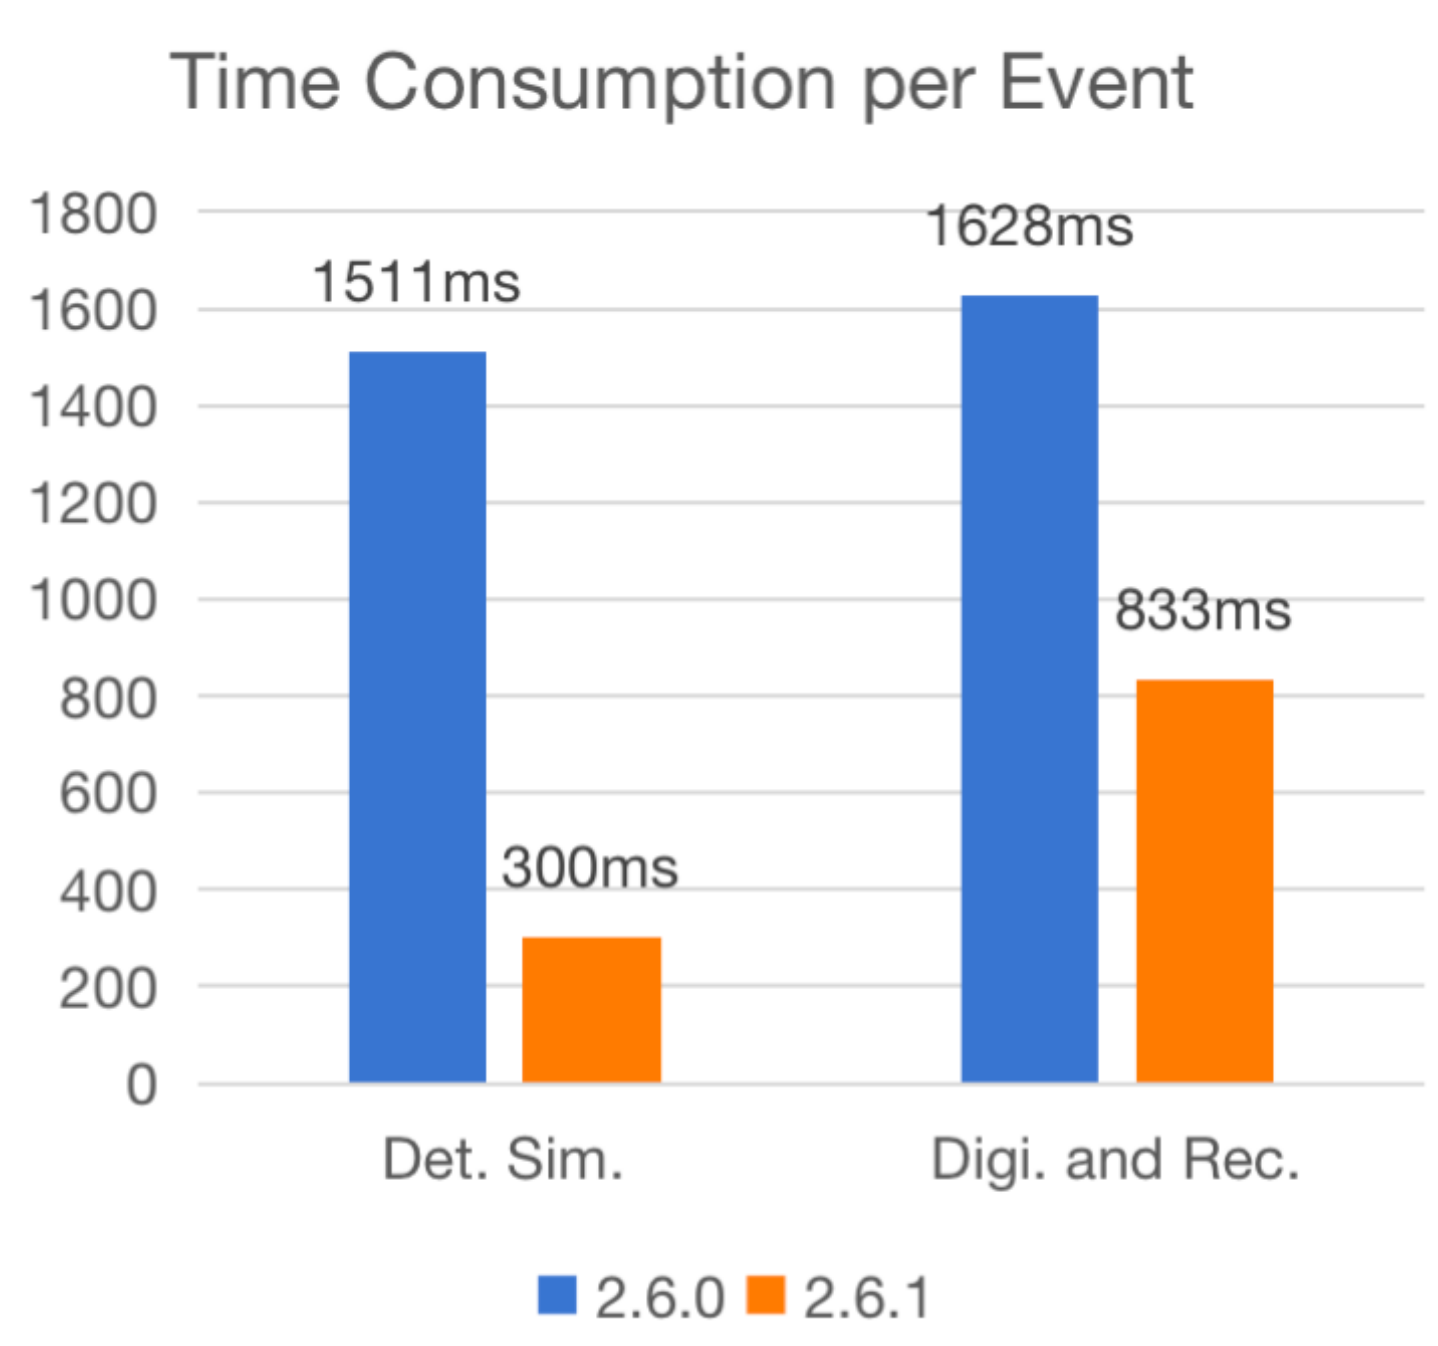 Time Consumption per Event
1800
1628ms
1511ms
1600
1400
1200
1000
833ms
800
600
300ms
400
200
0
Det. Sim.
Digi. and Rec.
2.6.0
2.6.1